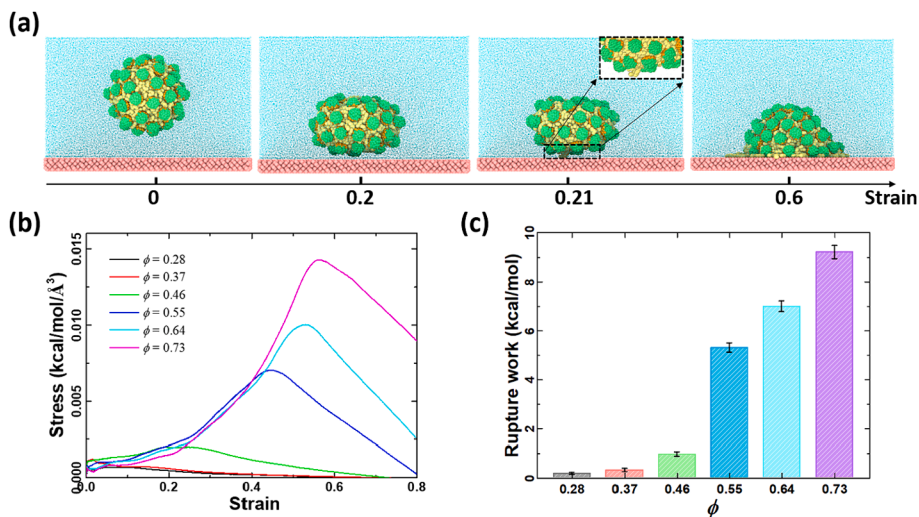 (a)
0
0.2
0.21
0.6
Strain
(b)
Stress (kcal/mol/Å³)
0.015
0.010
0.005
0.000
ϕ = 0.28
ϕ = 0.37
ϕ = 0.46
ϕ = 0.55
ϕ = 0.64
ϕ = 0.73
0.0 0.2 0.4 0.6 0.8
Strain
(c)
Rupture work (kcal/mol)
10
8
6
4
2
0
0.28 0.37 0.46 0.55 0.64 0.73
ϕ